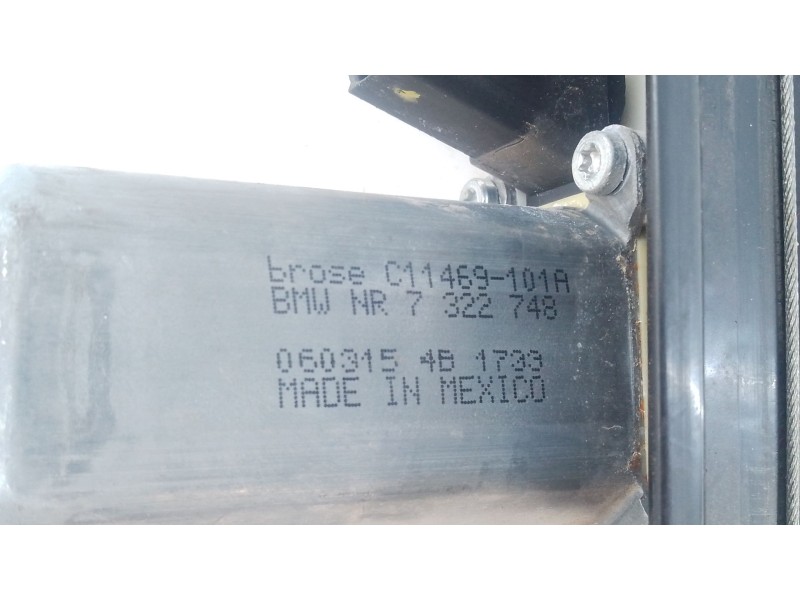 brose C11469-101A
BMW NR 7 322 748
060315 4B 1733
MADE IN MEXICO